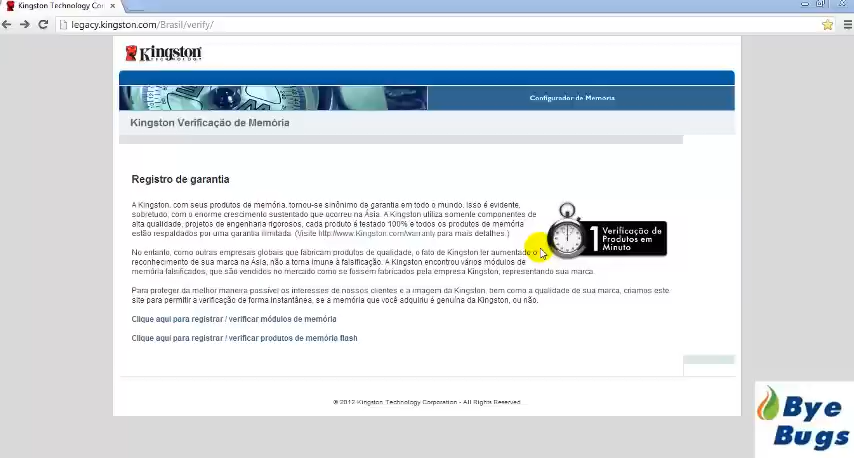 Kingston Technology Co
legacy.kingston.com/Brasil/verify/
Kingston
TECHNOLOGY
Configurador de Memória
Kingston Verificação de Memória
Registro de garantia
A Kingston, com seus produtos de memória, tornou-se sinônimo de garantia em todo o mundo. Isso é evidente,
sobretudo, com o enorme crescimento sustentado que ocorreu na Ásia. A Kingston utiliza somente componentes de
alta qualidade, projetos de engenharia rigorosos, cada produto é testado 100% e todos os produtos de memória
estão respaldados por uma garantia ilimitada. (Visite http://www.Kingston.com/warranty para mais detalhes.)
1 Verificação de
Produtos em
Minuto
No entanto, como outras empresas globais que fabricam produtos de qualidade, o fato de Kingston ter aumentado o
reconhecimento de sua marca na Ásia, não a torna imune à falsificação. A Kingston encontrou vários módulos de
memória falsificados, que são vendidos no mercado como se fossem fabricados pela empresa Kingston, representando sua marca.
Para proteger da melhor maneira possível os interesses de nossos clientes e a imagem da Kingston, bem como a qualidade de sua marca, criamos este
site para permitir a verificação de forma instantânea, se a memória que você adquiriu é genuína da Kingston, ou não.
Clique aqui para registrar / verificar módulos de memória
Clique aqui para registrar / verificar produtos de memória flash
© 2012 Kingston Technology Corporation - All Rights Reserved
Bye
Bugs